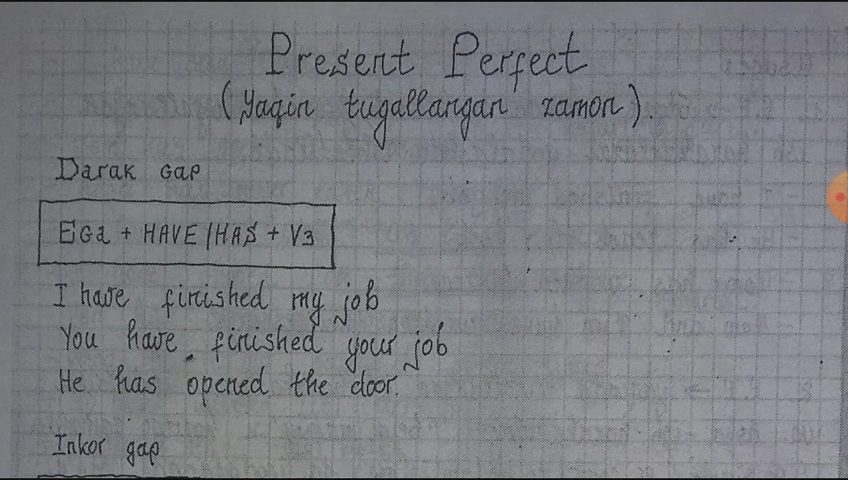 Present Perfect
(Yaqin tugallangan zamon).
Darak gap
EGA + HAVE/HAS + V3
I have finished my job
You have finished your job
He has opened the door.
Inkor gap